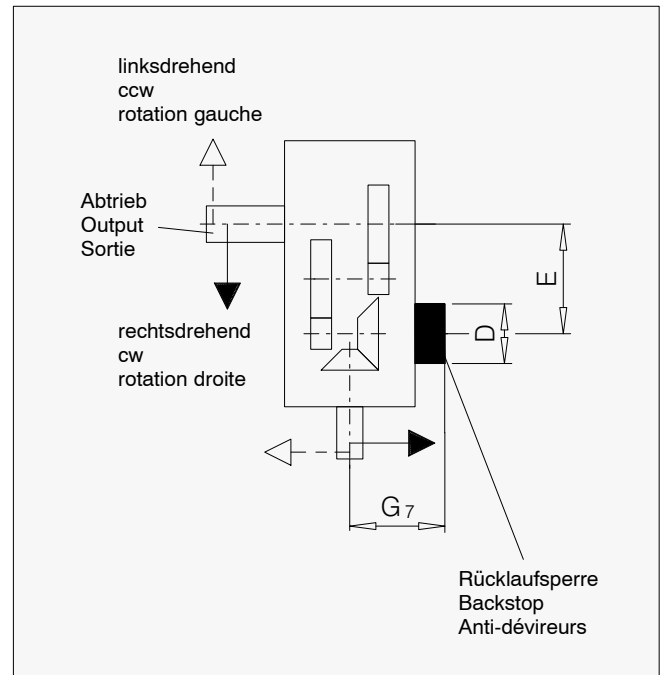 linksdrehend
ccw
rotation gauche
Abtrieb
Output
Sortie
rechtsdrehend
cw
rotation droite
E
D
G7
Rücklaufsperre
Backstop
Anti-dévireurs